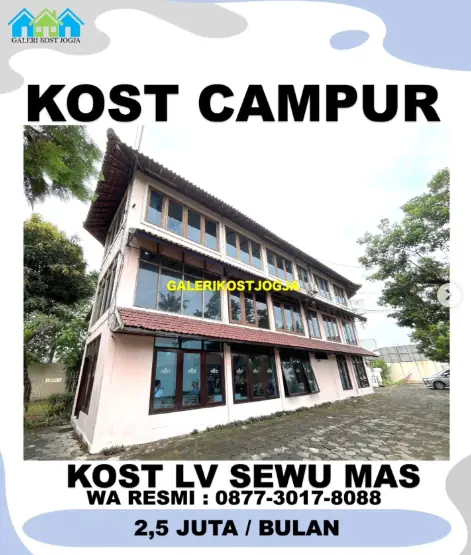 GALERI KOST JOGJA
KOST CAMPUR
GALERIKOSTJOGJA
KOST LV SEWU MAS
WA RESMI : 0877-3017-8088
2,5 JUTA / BULAN